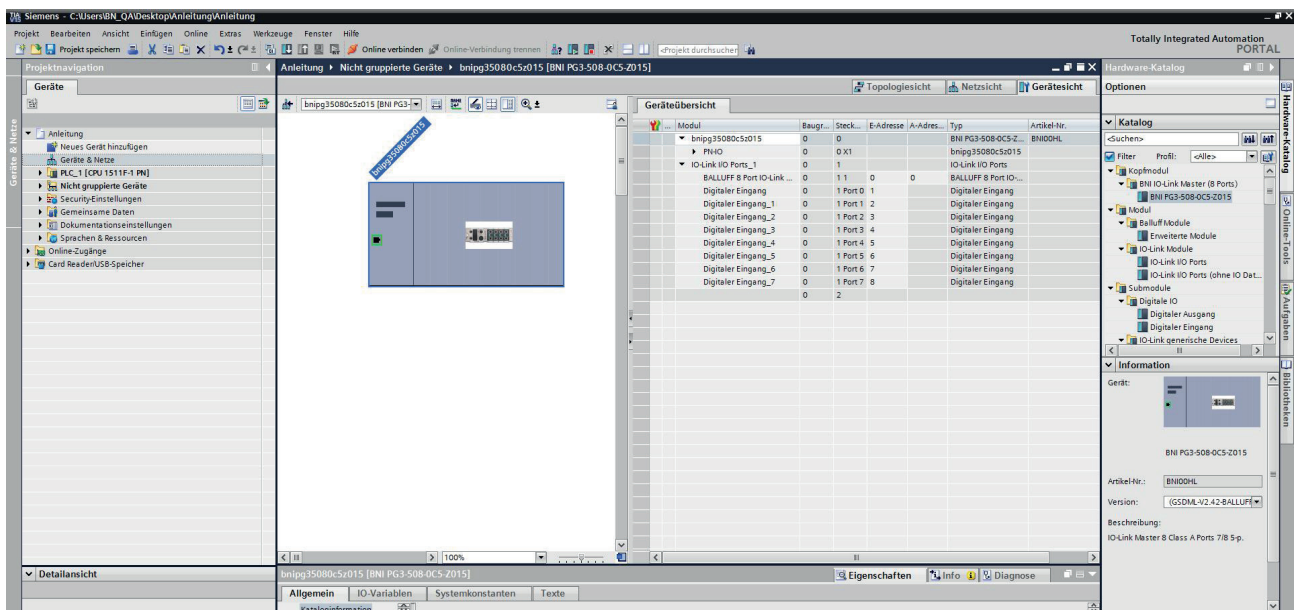 Siemens - C:\Users\BN_QA\Desktop\Anleitung\Anleitung
Projekt Bearbeiten Ansicht Einfügen Online Extras Werkzeuge Fenster Hilfe
Totally Integrated Automation
PORTAL
Projekt speichern
Online verbinden
Online-Verbindung trennen
<Projekt durchsuchen
Projektnavigation
Geräte
Geräte & Netze
Anleitung
Neues Gerät hinzufügen
Geräte & Netze
PLC_1 [CPU 1511F-1 PN]
Nicht gruppierte Geräte
Security-Einstellungen
Gemeinsame Daten
Dokumentationseinstellungen
Sprachen & Ressourcen
Online-Zugänge
Card Reader/USB-Speicher
Detailansicht
Anleitung ▸ Nicht gruppierte Geräte ▸ bnipg35080c5z015 [BNI PG3-508-0C5-Z015]
Topologiesicht Netzsicht Gerätesicht
bnipg35080c5z015 [BNI PG3-
bnipg35080c5z015
100%
Geräteübersicht
... Modul Baugr... Steck... E-Adresse A-Adres... Typ Artikel-Nr.
bnipg35080c5z015 0 0 BNI PG3-508-0C5-Z... BNI00HL
PN-IO 0 0 X1 bnipg35080c5z015
IO-Link I/O Ports_1 0 1 IO-Link I/O Ports
BALLUFF 8 Port IO-Link ... 0 1 1 0 0 BALLUFF 8 Port IO-...
Digitaler Eingang 0 1 Port 0 1 Digitaler Eingang
Digitaler Eingang_1 0 1 Port 1 2 Digitaler Eingang
Digitaler Eingang_2 0 1 Port 2 3 Digitaler Eingang
Digitaler Eingang_3 0 1 Port 3 4 Digitaler Eingang
Digitaler Eingang_4 0 1 Port 4 5 Digitaler Eingang
Digitaler Eingang_5 0 1 Port 5 6 Digitaler Eingang
Digitaler Eingang_6 0 1 Port 6 7 Digitaler Eingang
Digitaler Eingang_7 0 1 Port 7 8 Digitaler Eingang
0 2
bnipg35080c5z015 [BNI PG3-508-0C5-Z015]
Eigenschaften Info Diagnose
Allgemein IO-Variablen Systemkonstanten Texte
Kataloginformation
Hardware-Katalog
Optionen
Katalog
<Suchen>
Filter Profil: <Alle>
Kopfmodul
BNI IO-Link Master (8 Ports)
BNI PG3-508-0C5-Z015
Modul
Balluff Module
Erweiterte Module
IO-Link Module
IO-Link I/O Ports
IO-Link I/O Ports (ohne IO Dat...
Submodule
Digitale IO
Digitaler Ausgang
Digitaler Eingang
IO-Link generische Devices
Information
Gerät:
BNI PG3-508-0C5-Z015
Artikel-Nr.: BNI00HL
Version: (GSDML-V2.42-BALLUFF
Beschreibung:
IO-Link Master 8 Class A Ports 7/8 5-p.
Hardware-Katalog
Online-Tools
Aufgaben
Bibliotheken